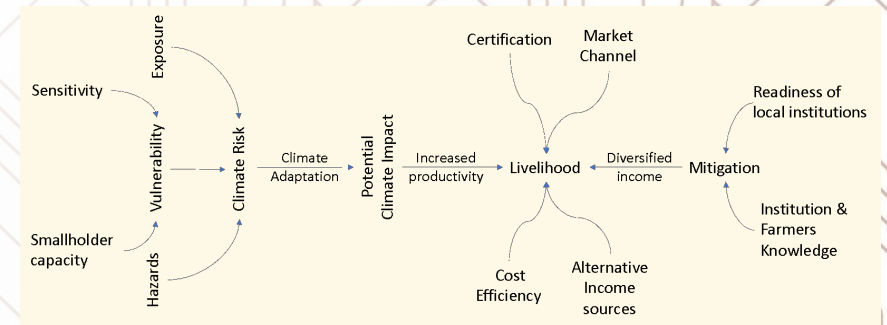 Exposure
Sensitivity
Vulnerability
Smallholder
capacity
Hazards
Climate Risk
Climate
Adaptation
Potential
Climate Impact
Increased
productivity
Certification
Market
Channel
Livelihood
Cost
Efficiency
Alternative
Income
sources
Diversified
income
Mitigation
Readiness of
local institutions
Institution &
Farmers
Knowledge